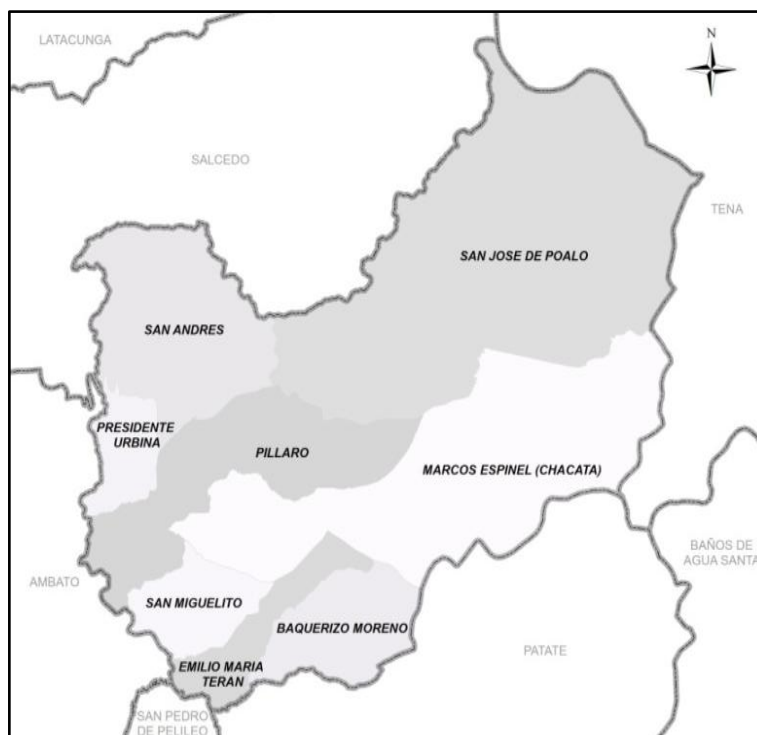 N
LATACUNGA
SALCEDO
TENA
SAN JOSE DE POALO
SAN ANDRES
PRESIDENTE
URBINA
PILLARO
MARCOS ESPINEL (CHACATA)
BAÑOS DE
AGUA SANTA
AMBATO
SAN MIGUELITO
BAQUERIZO MORENO
PATATE
EMILIO MARIA
TERAN
SAN PEDRO
DE PELILEO